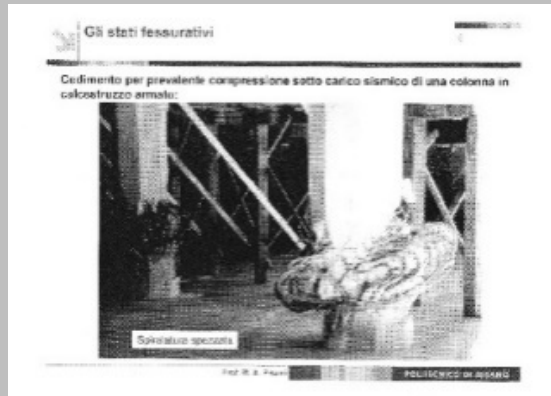 Gli stati fessurativi
Cedimento per prevalente compressione sotto carico sismico di una colonna in
calcestruzzo armato:
Spiralatura spezzata
Prof.
POLITECNICO DI